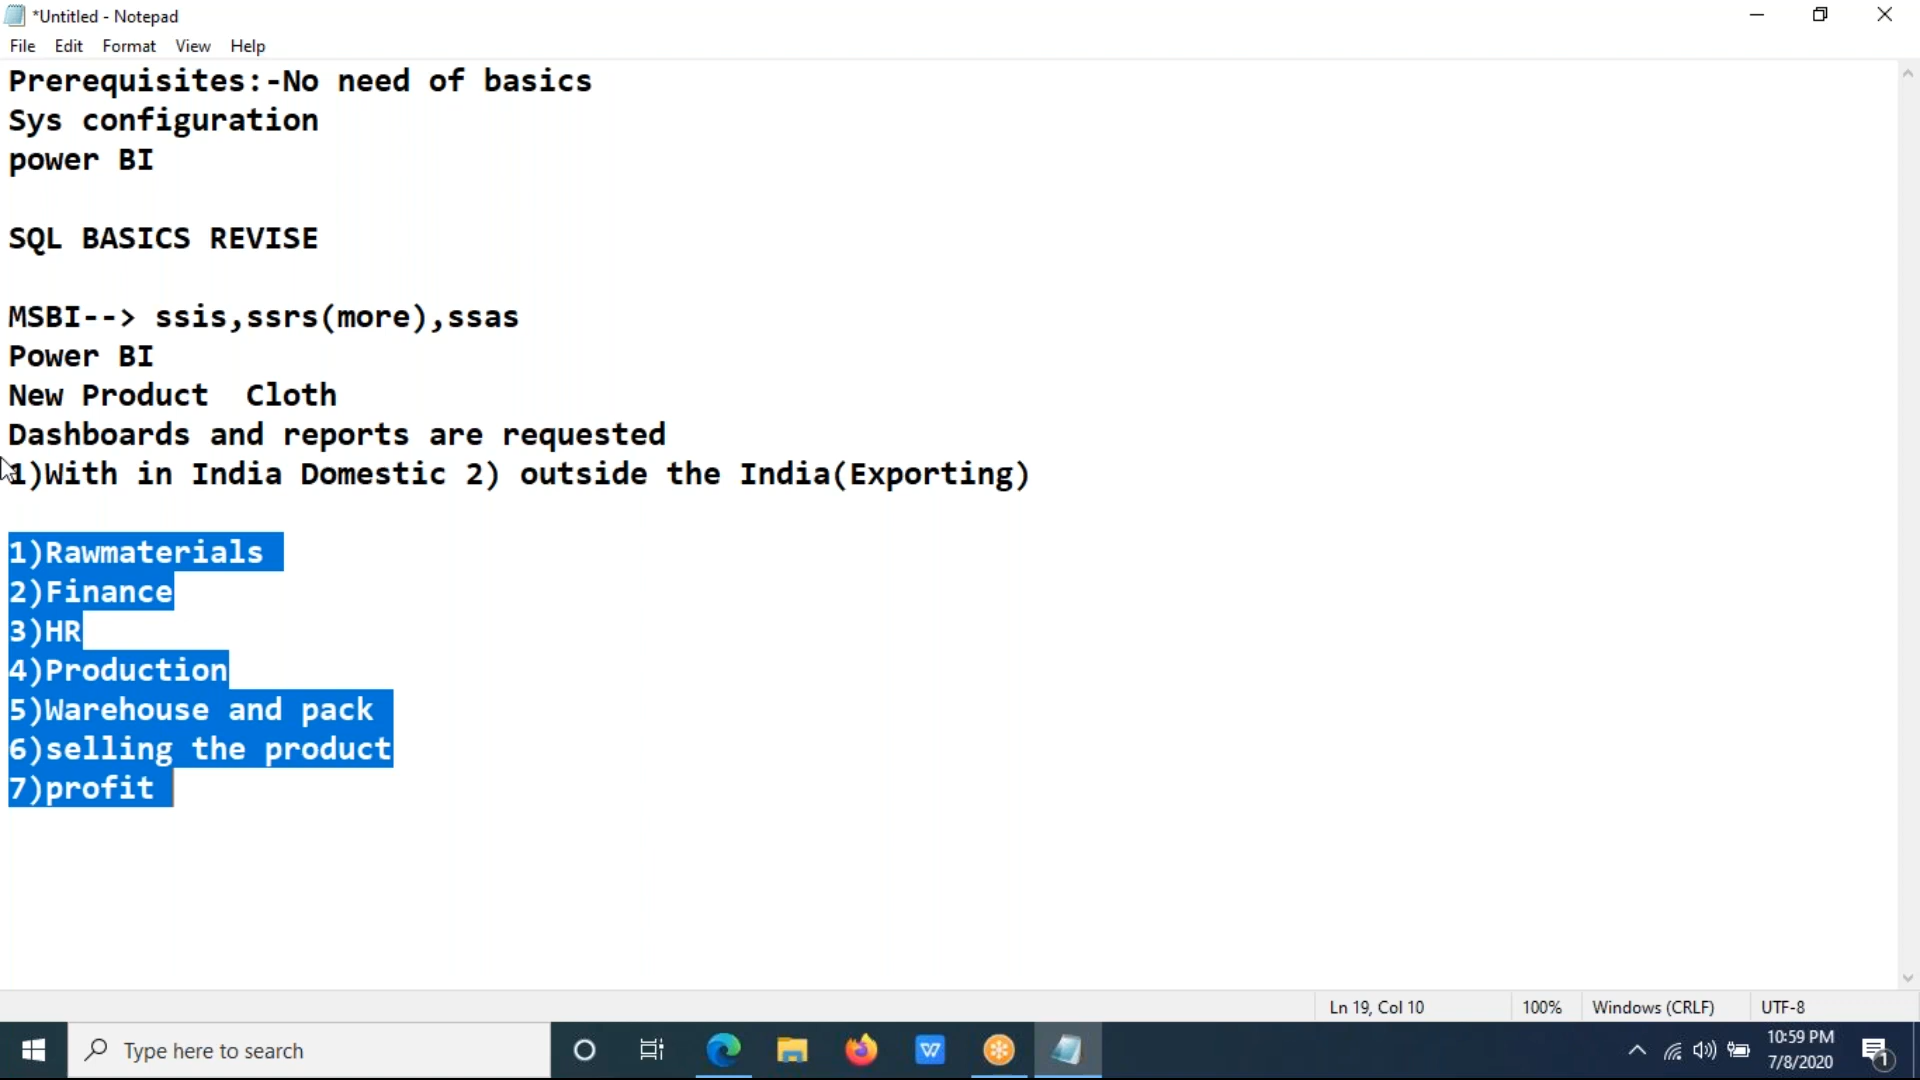 *Untitled - Notepad
File Edit Format View Help
Prerequisites:-No need of basics
Sys configuration
power BI
SQL BASICS REVISE
MSBI--> ssis,ssrs(more),ssas
Power BI
New Product  Cloth
Dashboards and reports are requested
1)With in India Domestic 2) outside the India(Exporting)
1)Rawmaterials
2)Finance
3)HR
4)Production
5)Warehouse and pack
6)selling the product
7)profit
Ln 19, Col 10 100% Windows (CRLF) UTF-8
Type here to search
W
10:59 PM
7/8/2020
1